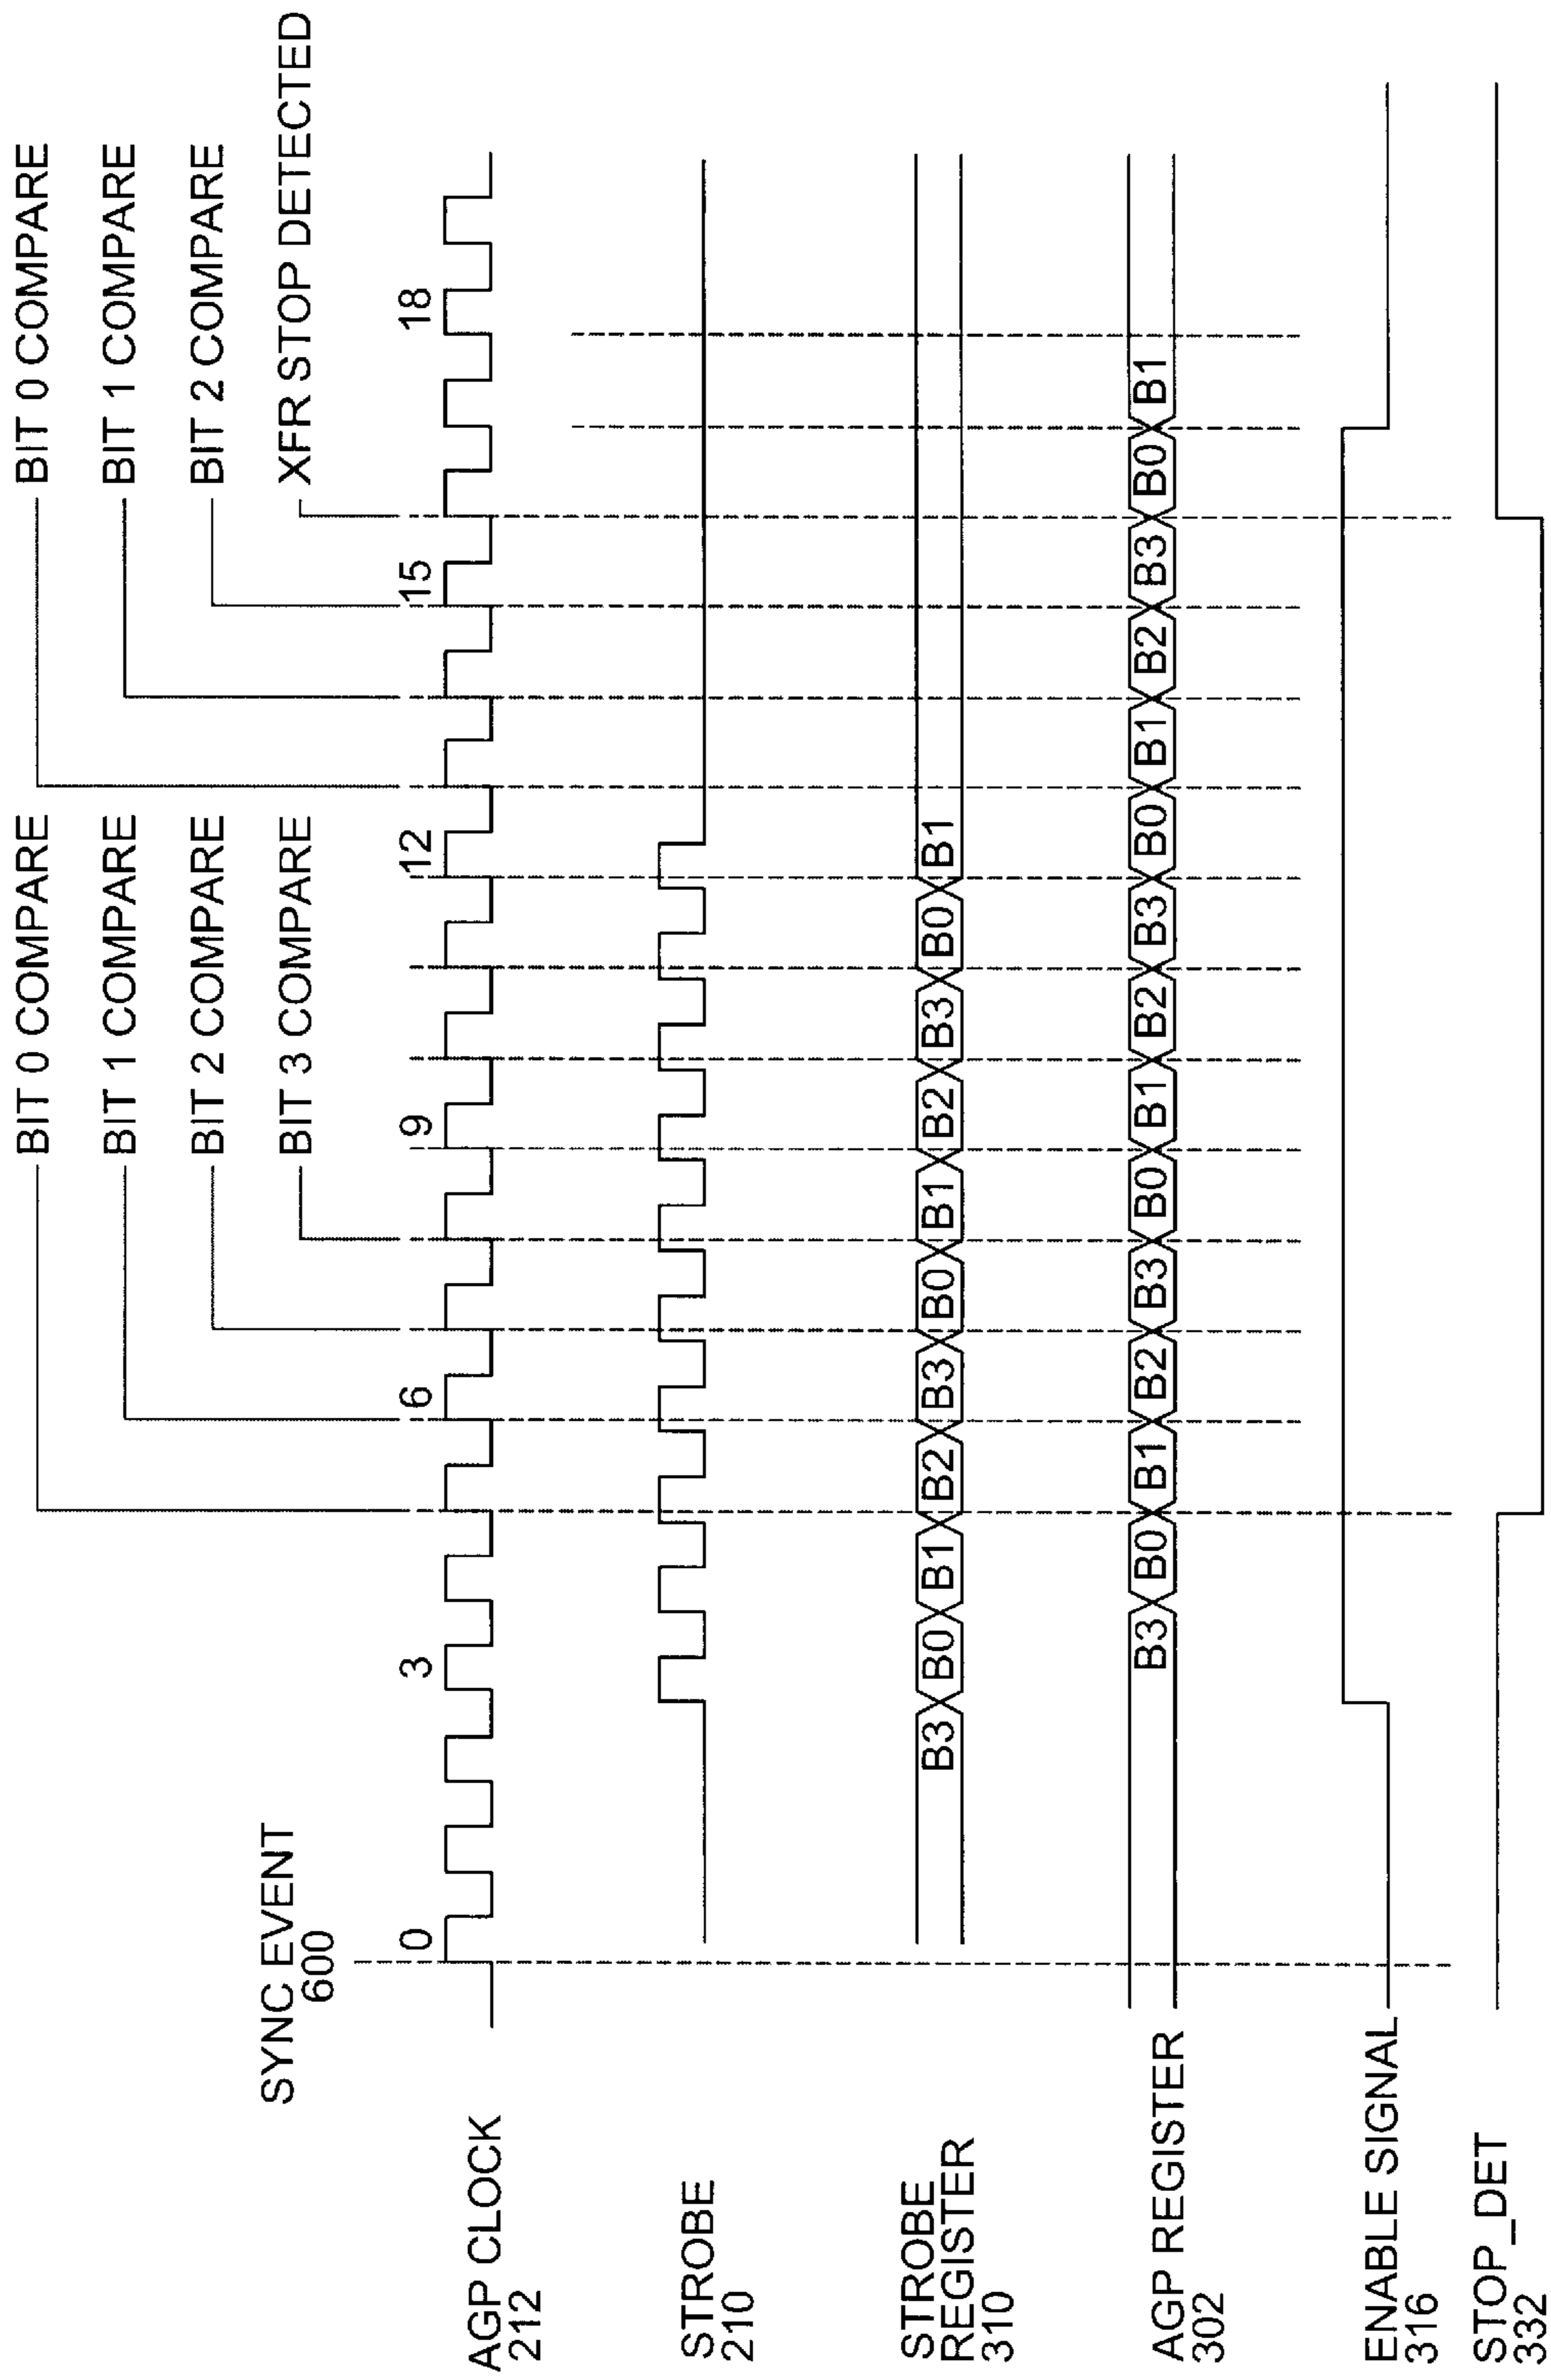 BIT 0 COMPARE BIT 0 COMPARE
BIT 1 COMPARE BIT 1 COMPARE
BIT 2 COMPARE BIT 2 COMPARE
SYNC EVENT
600
BIT 3 COMPARE XFR STOP DETECTED
0 3 6 9 12 15 18
AGP CLOCK
212
STROBE
210
STROBE
REGISTER
310
B3 B0 B1 B2 B3 B0 B1 B2 B3 B0 B1
AGP REGISTER
302
B3 B0 B1 B2 B3 B0 B1 B2 B3 B0 B1 B2 B3 B0 B1
ENABLE SIGNAL
316
STOP_DET
332